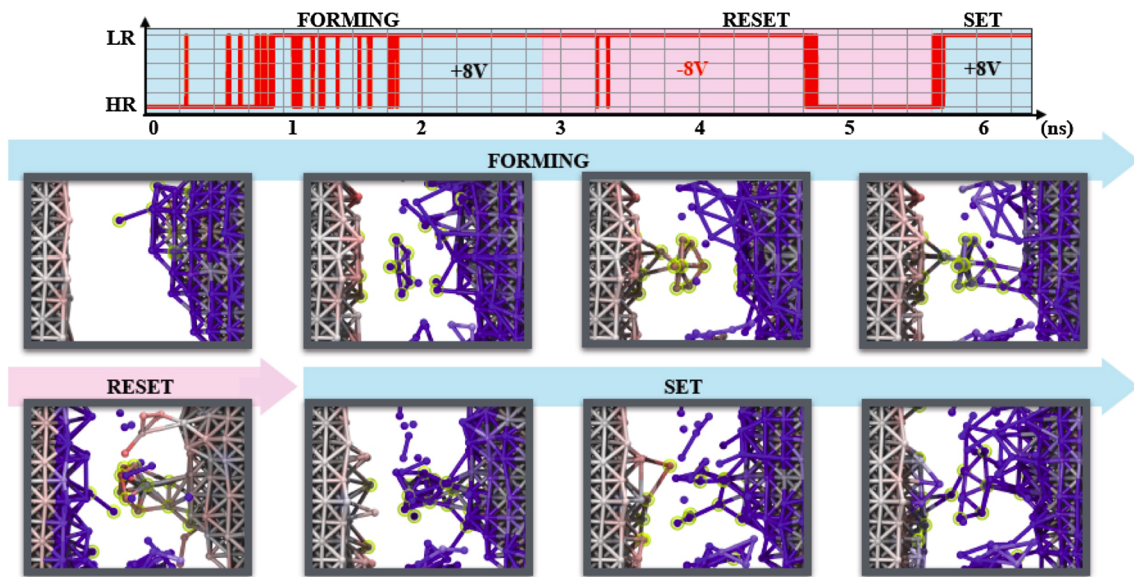 FORMING RESET SET
LR
+8V -8V +8V
HR
0 1 2 3 4 5 6 (ns)
FORMING
RESET SET